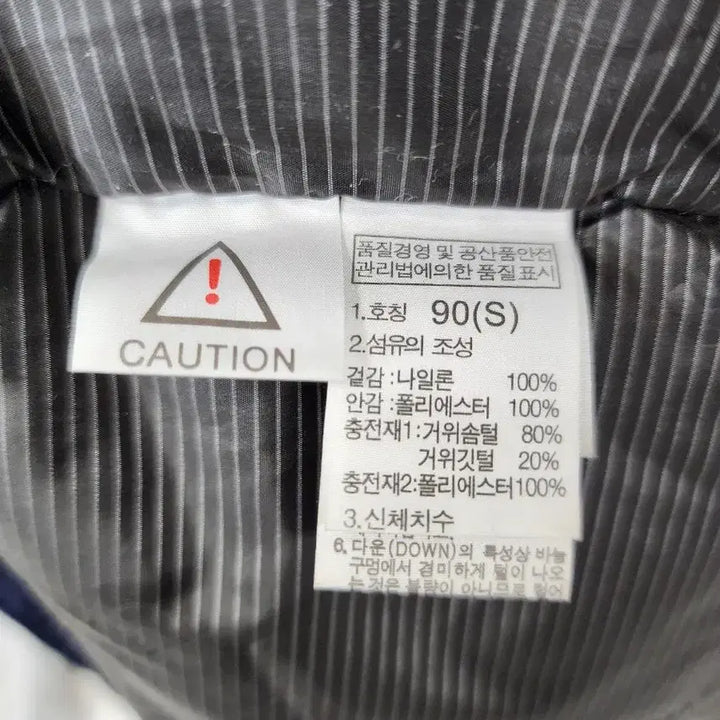 CAUTION
품질경영 및 공산품안전
관리법에의한 품질표시
1.호칭 90(S)
2.섬유의 조성
겉감:나일론 100%
안감:폴리에스터 100%
충전재1:거위솜털 80%
거위깃털 20%
충전재2:폴리에스터100%
3.신체치수
6.다운(DOWN)의 특성상 바늘
구멍에서 경미하게 털이 나오
는 것은 불량이 아니므로